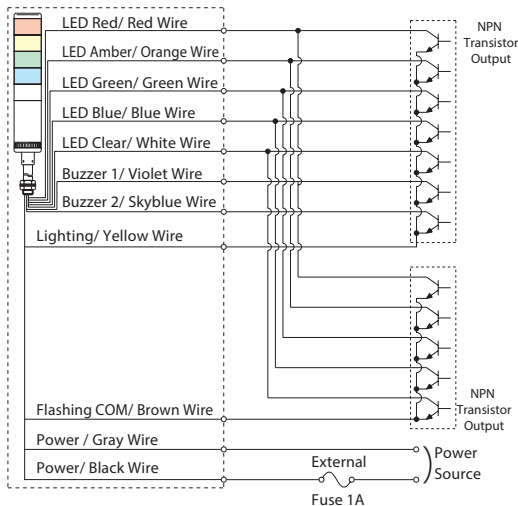 LED Red/ Red Wire
LED Amber/ Orange Wire
LED Green/ Green Wire
LED Blue/ Blue Wire
LED Clear/ White Wire
Buzzer 1/ Violet Wire
Buzzer 2/ Skyblue Wire
Lighting/ Yellow Wire
NPN
Transistor
Output
Flashing COM/ Brown Wire
Power / Gray Wire
Power/ Black Wire
NPN
Transistor
Output
External
Fuse 1A
Power
Source